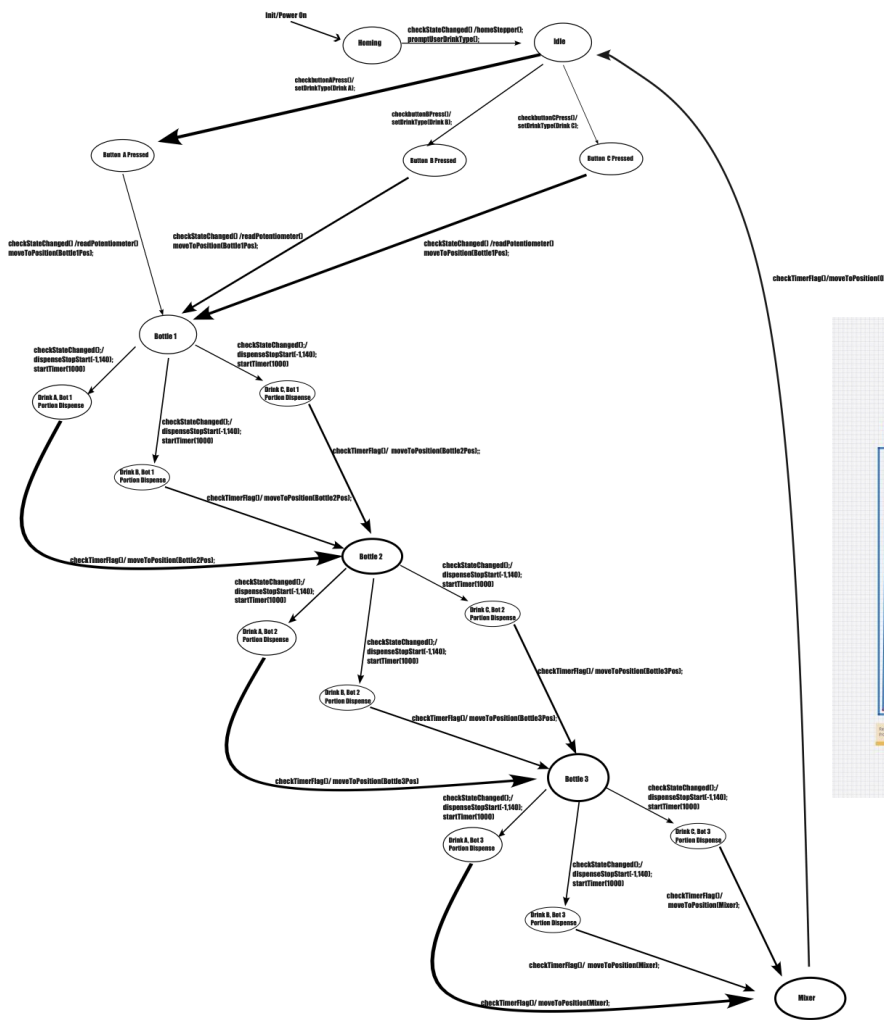 Init/Power On
Homing
checkStateChanged() /homeStepper();
promptUserDrinkType();
Idle
checkbuttonAPress()/
setDrinkType(Drink A);
checkbuttonBPress()/
setDrinkType(Drink B);
checkbuttonCPress()/
setDrinkType(Drink C);
Button A Pressed
Button B Pressed
Button C Pressed
checkStateChanged() /readPotentiometer()
moveToPosition(Bottle1Pos);
checkStateChanged() /readPotentiometer()
moveToPosition(Bottle1Pos);
checkStateChanged() /readPotentiometer()
moveToPosition(Bottle1Pos);
checkTimerFlag()/moveToPosition(
Bottle 1
checkStateChanged();/
dispenseStopStart(-1,140);
startTimer(1000)
checkStateChanged();/
dispenseStopStart(-1,140);
startTimer(1000)
Drink A, Bot 1
Portion Dispense
Drink C, Bot 1
Portion Dispense
checkStateChanged();/
dispenseStopStart(-1,140);
startTimer(1000)
checkTimerFlag()/ moveToPosition(Bottle2Pos);;
Drink B, Bot 1
Portion Dispense
checkTimerFlag()/ moveToPosition(Bottle2Pos);
checkTimerFlag()/ moveToPosition(Bottle2Pos);
Bottle 2
checkStateChanged();/
dispenseStopStart(-1,140);
startTimer(1000)
checkStateChanged();/
dispenseStopStart(-1,140);
startTimer(1000)
Drink C, Bot 2
Portion Dispense
Drink A, Bot 2
Portion Dispense
checkStateChanged();/
dispenseStopStart(-1,140);
startTimer(1000)
checkTimerFlag()/ moveToPosition(Bottle3Pos);
Drink B, Bot 2
Portion Dispense
checkTimerFlag()/ moveToPosition(Bottle3Pos);
checkTimerFlag()/ moveToPosition(Bottle3Pos)
Bottle 3
checkStateChanged();/
dispenseStopStart(-1,140);
startTimer(1000)
checkStateChanged();/
dispenseStopStart(-1,140);
startTimer(1000)
Drink A, Bot 3
Portion Dispense
Drink C, Bot 3
Portion Dispense
checkStateChanged();/
dispenseStopStart(-1,140);
startTimer(1000)
checkTimerFlag()/
moveToPosition(Mixer);
Drink B, Bot 3
Portion Dispense
checkTimerFlag()/ moveToPosition(Mixer);
checkTimerFlag()/ moveToPosition(Mixer);
Mixer